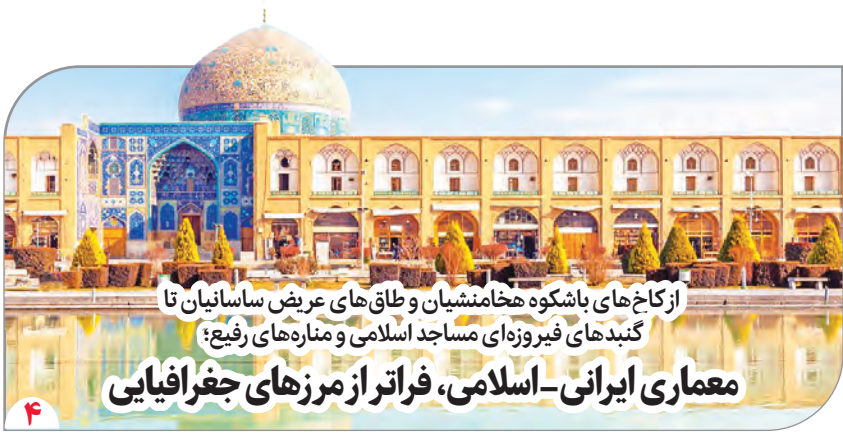 از کاخ‌های باشکوه هخامنشیان و طاق‌های عریض ساسانیان تا
گنبدهای فیروزه‌ای مساجد اسلامی و مناره‌های رفیع؛
معماری ایرانی-اسلامی، فراتر از مرزهای جغرافیایی
۴